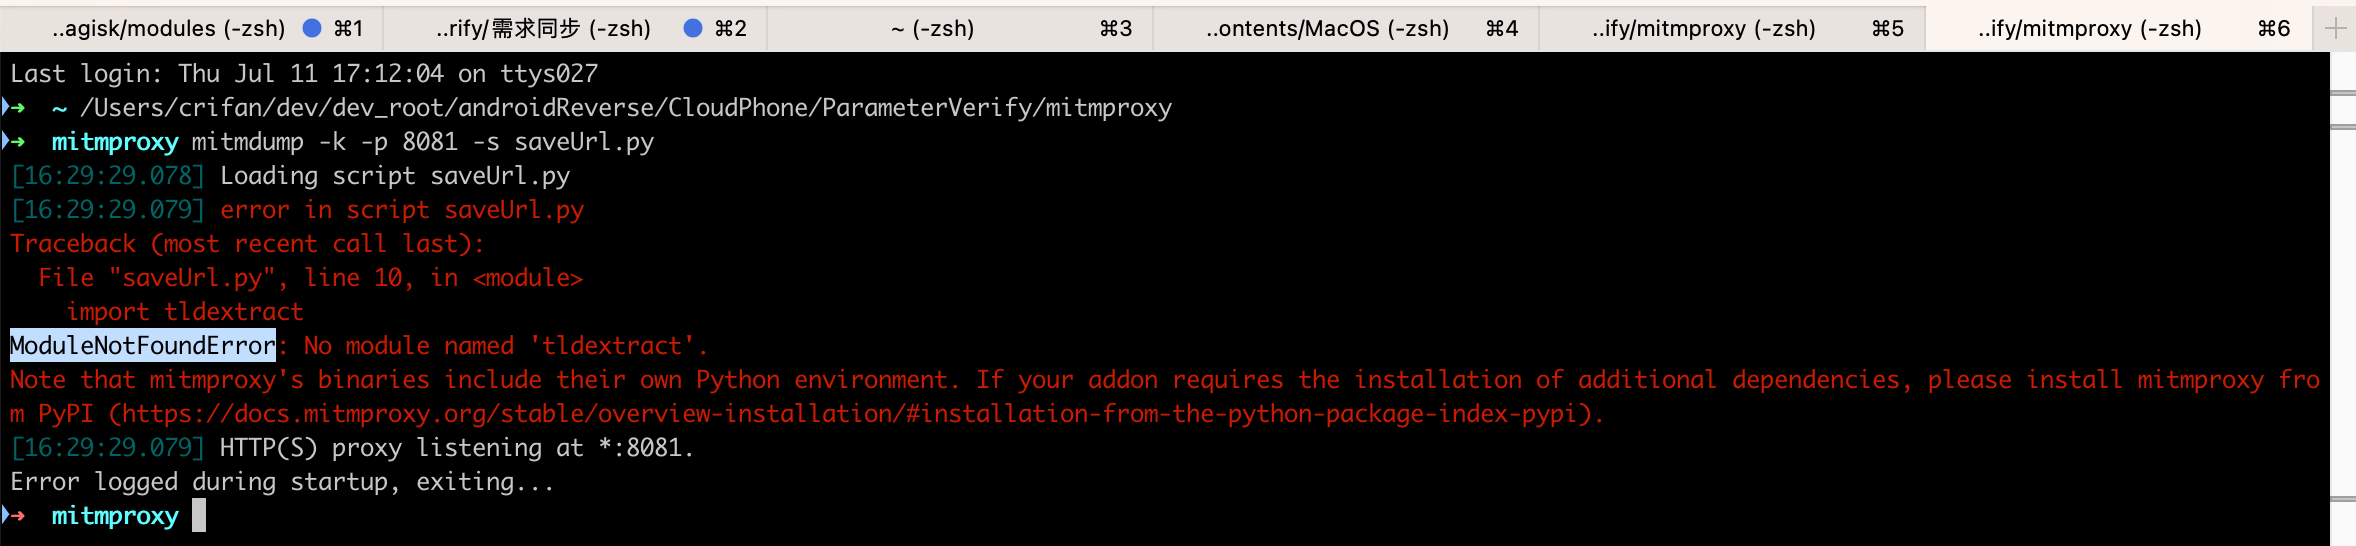 ..agisk/modules (-zsh) ⌘1 ..rify/需求同步 (-zsh) ⌘2 ~ (-zsh) ⌘3 ..ontents/MacOS (-zsh) ⌘4 ..ify/mitmproxy (-zsh) ⌘5 ..ify/mitmproxy (-zsh) ⌘6
Last login: Thu Jul 11 17:12:04 on ttys027
➜ ~ /Users/crifan/dev/dev_root/androidReverse/CloudPhone/ParameterVerify/mitmproxy
➜ mitmproxy mitmdump -k -p 8081 -s saveUrl.py
[16:29:29.078] Loading script saveUrl.py
[16:29:29.079] error in script saveUrl.py
Traceback (most recent call last):
  File "saveUrl.py", line 10, in <module>
    import tldextract
ModuleNotFoundError: No module named 'tldextract'.
Note that mitmproxy's binaries include their own Python environment. If your addon requires the installation of additional dependencies, please install mitmproxy fro
m PyPI (https://docs.mitmproxy.org/stable/overview-installation/#installation-from-the-python-package-index-pypi).
[16:29:29.079] HTTP(S) proxy listening at *:8081.
Error logged during startup, exiting...
➜ mitmproxy